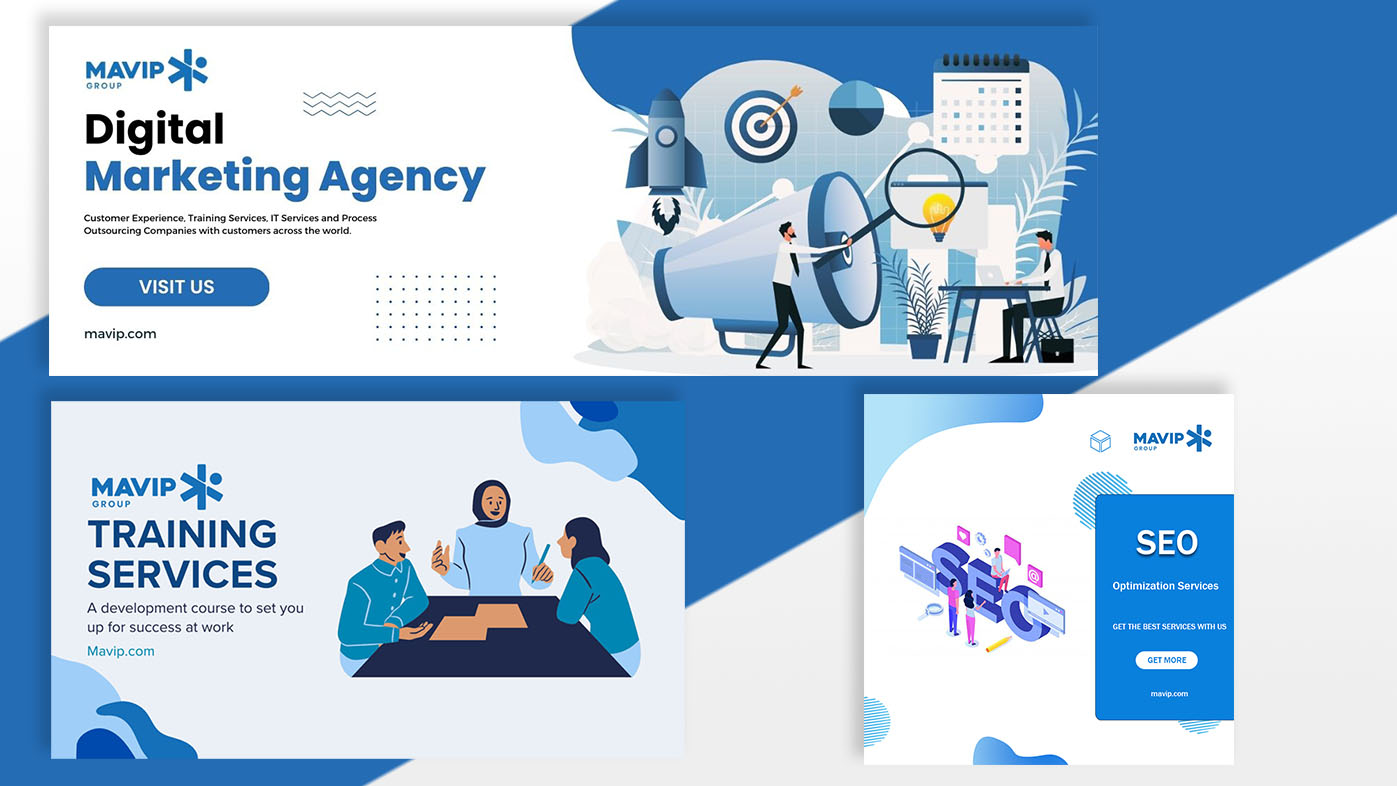 MAVIP
GROUP
Digital
Marketing Agency
Customer Experience, Training Services, IT Services and Process
Outsourcing Companies with customers across the world.
VISIT US
mavip.com
MAVIP
GROUP
TRAINING
SERVICES
A development course to set you
up for success at work
Mavip.com
MAVIP
GROUP
SEO
SEO
Optimization Services
GET THE BEST SERVICES WITH US
GET MORE
mavip.com